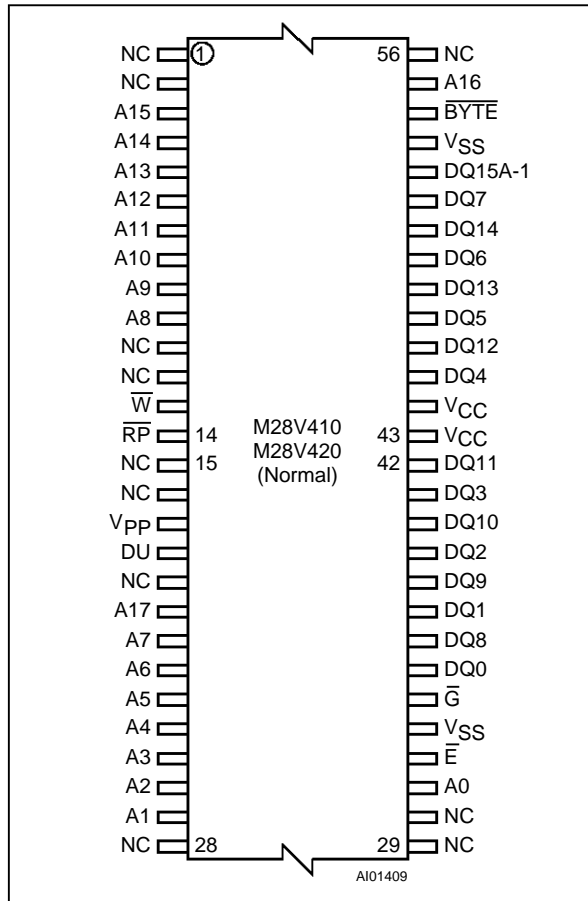 NC 1 56 NC
NC A16
A15 B̅Y̅T̅E̅
A14 VSS
A13 DQ15A-1
A12 DQ7
A11 DQ14
A10 DQ6
A9 DQ13
A8 DQ5
NC DQ12
NC DQ4
W̅ VCC
R̅P̅ 14 M28V410 43 VCC
M28V420
NC 15 42 DQ11
(Normal)
NC DQ3
VPP DQ10
DU DQ2
NC DQ9
A17 DQ1
A7 DQ8
A6 DQ0
A5 G̅
A4 VSS
A3 E̅
A2 A0
A1 NC
NC 28 29 NC
AI01409